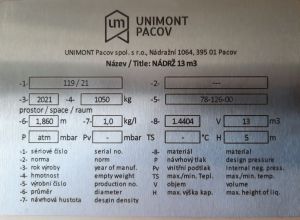 um UNIMONT
PACOV
UNIMONT Pacov spol. s r.o., Nádražní 1064, 395 01 Pacov
Název / Title: NÁDRŽ 13 m3
-1- 119 / 21 -2- ---
-3- 2021 -4- 1050 kg -5- 78-126-00
prostor / space / raum
-6- 1,860 m -7- 1,0 kg/l -8- 1.4404 V 13 m3
P atm mbar Pv - mbar TS - °C H 5 m
-1- sériové číslo serial no. -8- materiál material
-2- norma norm P návrhový tlak design pressure
-3- rok výroby year of manuf. Pv vnitřní podtlak internal neg. press.
-4- hmotnost empty weight TS max./min. teplota max./min. temp.
-5- výrobní číslo production no. V objem volume
-6- průměr diameter H max. výška kap. max. height of liq.
-7- návrhová hustota design density